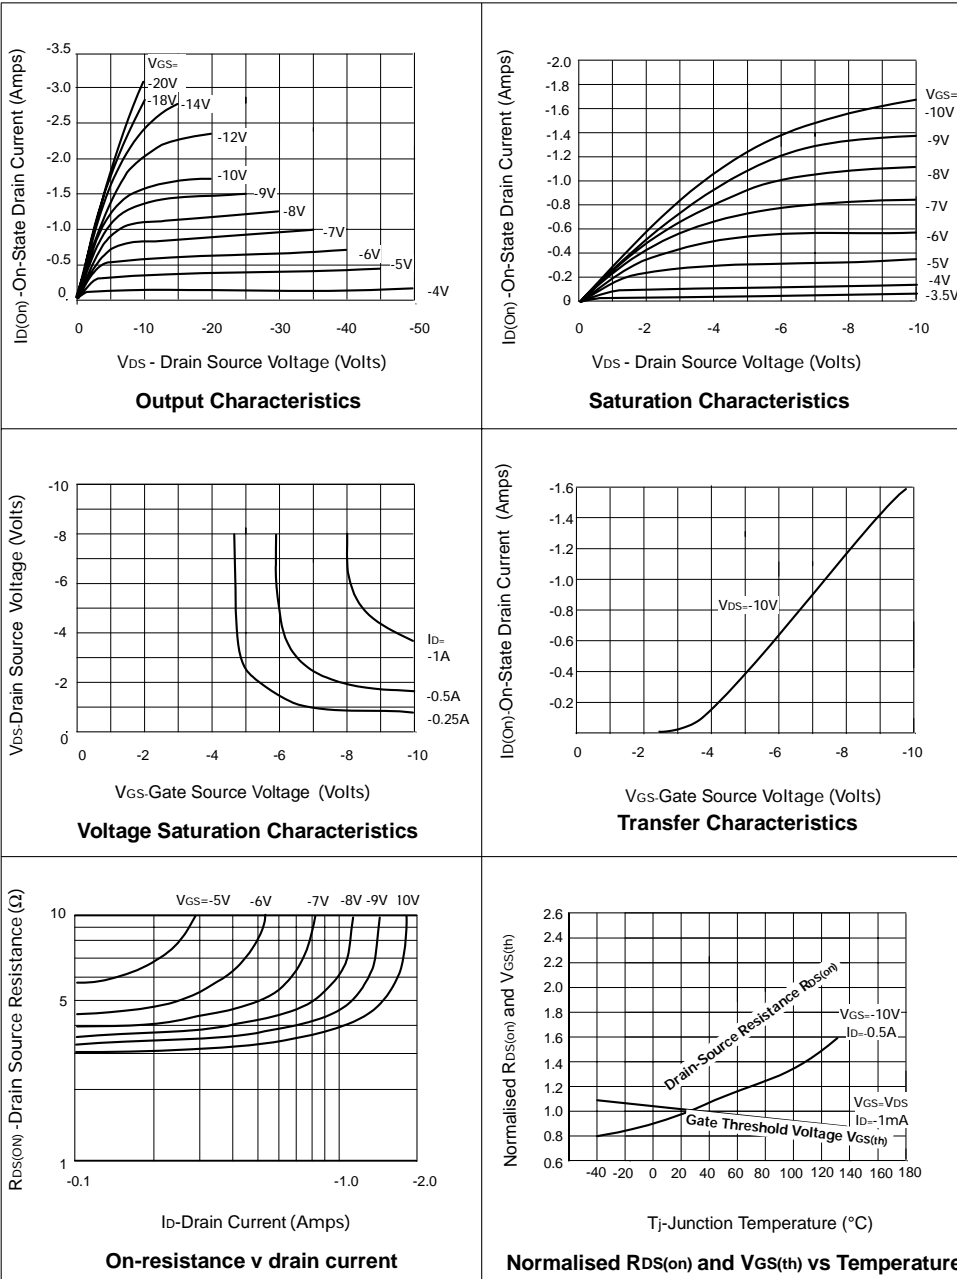 ID(On) -On-State Drain Current (Amps)
-3.5
-3.0
-2.5
-2.0
-1.5
-1.0
-0.5
0
VGS=
-20V
-18V
-14V
-12V
-10V
-9V
-8V
-7V
-6V
-5V
-4V
0 -10 -20 -30 -40 -50
VDS - Drain Source Voltage (Volts)
Output Characteristics
ID(On) -On-State Drain Current (Amps)
-2.0
-1.8
-1.6
-1.4
-1.2
-1.0
-0.8
-0.6
-0.4
-0.2
0
VGS=
-10V
-9V
-8V
-7V
-6V
-5V
-4V
-3.5V
0 -2 -4 -6 -8 -10
VDS - Drain Source Voltage (Volts)
Saturation Characteristics
VDS-Drain Source Voltage (Volts)
-10
-8
-6
-4
-2
0
ID=
-1A
-0.5A
-0.25A
0 -2 -4 -6 -8 -10
VGS-Gate Source Voltage (Volts)
Voltage Saturation Characteristics
ID(On)-On-State Drain Current (Amps)
-1.6
-1.4
-1.2
-1.0
-0.8
-0.6
-0.4
-0.2
VDS=-10V
0 -2 -4 -6 -8 -10
VGS-Gate Source Voltage (Volts)
Transfer Characteristics
RDS(ON) -Drain Source Resistance (Ω)
10
5
1
VGS=-5V -6V -7V -8V -9V 10V
-0.1 -1.0 -2.0
ID-Drain Current (Amps)
On-resistance v drain current
Normalised RDS(on) and VGS(th)
2.6
2.4
2.2
2.0
1.8
1.6
1.4
1.2
1.0
0.8
0.6
Drain-Source Resistance RDS(on)
VGS=-10V
ID=-0.5A
VGS=VDS
ID=-1mA
Gate Threshold Voltage VGS(th)
-40 -20 0 20 40 60 80 100 120 140 160 180
Tj-Junction Temperature (°C)
Normalised RDS(on) and VGS(th) vs Temperature